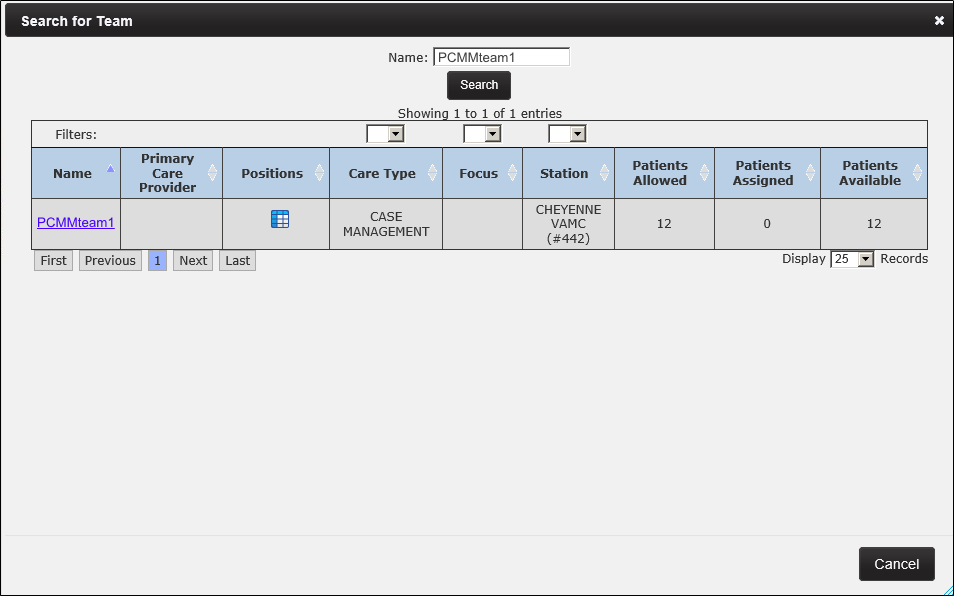 Search for Team
Name: PCMMteam1
Search
Showing 1 to 1 of 1 entries
Filters:
Name Primary Care Provider Positions Care Type Focus Station Patients Allowed Patients Assigned Patients Available
PCMMteam1 CASE MANAGEMENT CHEYENNE VAMC (#442) 12 0 12
First Previous 1 Next Last Display 25 Records
Cancel